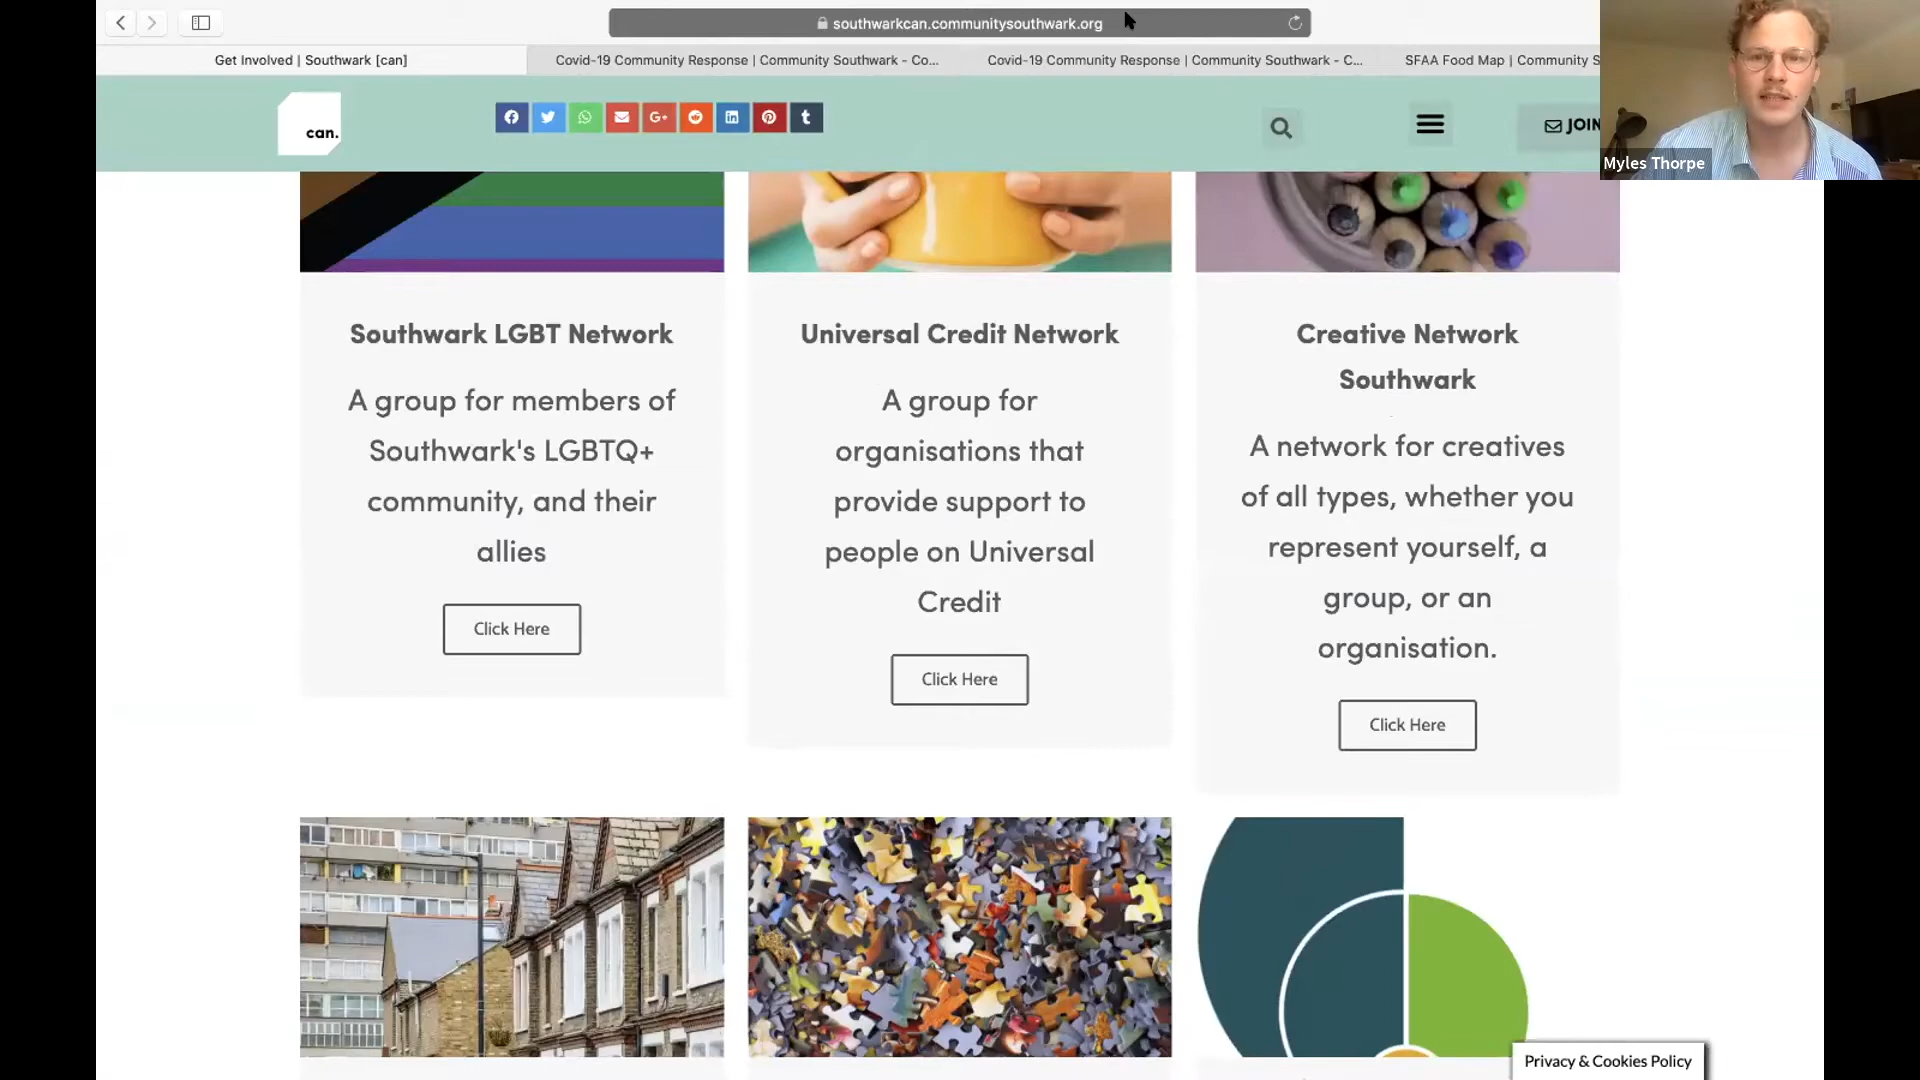 southwarkcan.communitysouthwark.org
Get Involved | Southwark [can]
Covid-19 Community Response | Community Southwark - Co...
Covid-19 Community Response | Community Southwark - C...
SFAA Food Map | Community S
can.
G+
t
JOIN
Myles Thorpe
Southwark LGBT Network
A group for members of
Southwark's LGBTQ+
community, and their
allies
Click Here
Universal Credit Network
A group for
organisations that
provide support to
people on Universal
Credit
Click Here
Creative Network
Southwark
A network for creatives
of all types, whether you
represent yourself, a
group, or an
organisation.
Click Here
Privacy & Cookies Policy